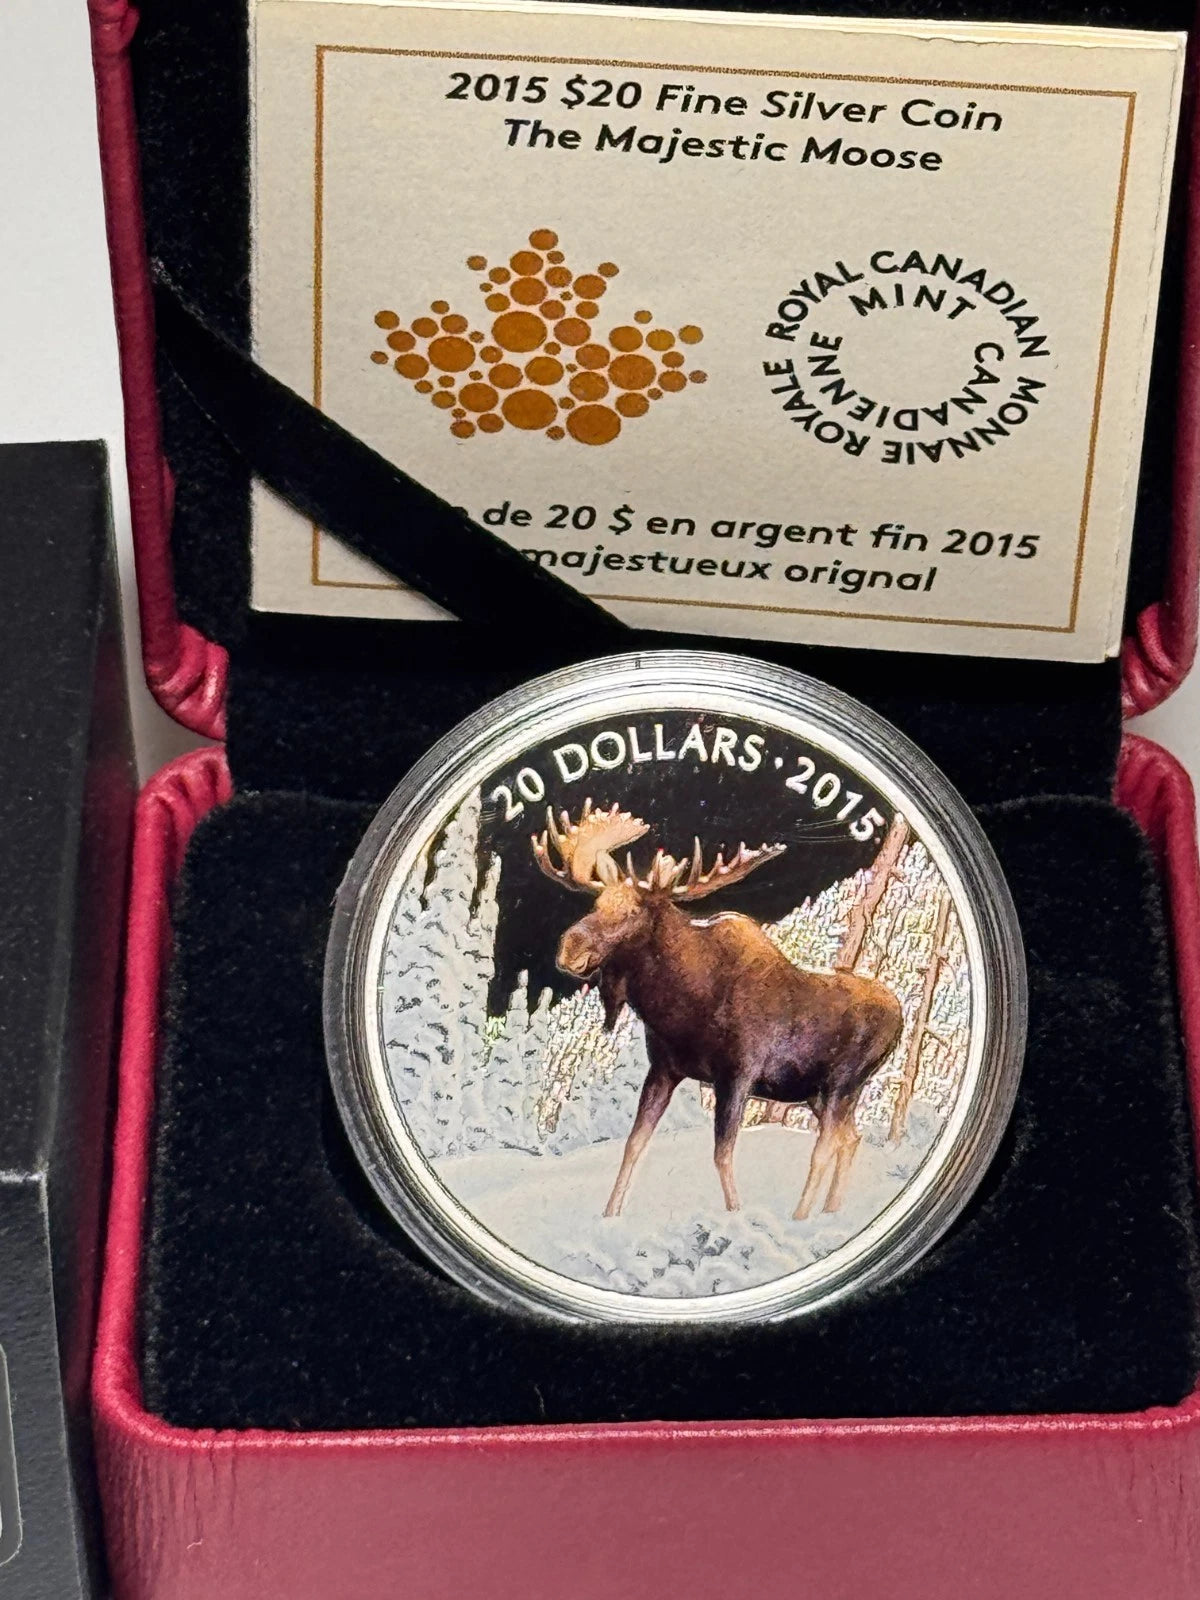 2015 $20 Fine Silver Coin
The Majestic Moose
ROYAL CANADIAN MINT
MONNAIE ROYALE CANADIENNE
de 20 $ en argent fin 2015
majestueux orignal
20 DOLLARS · 2015